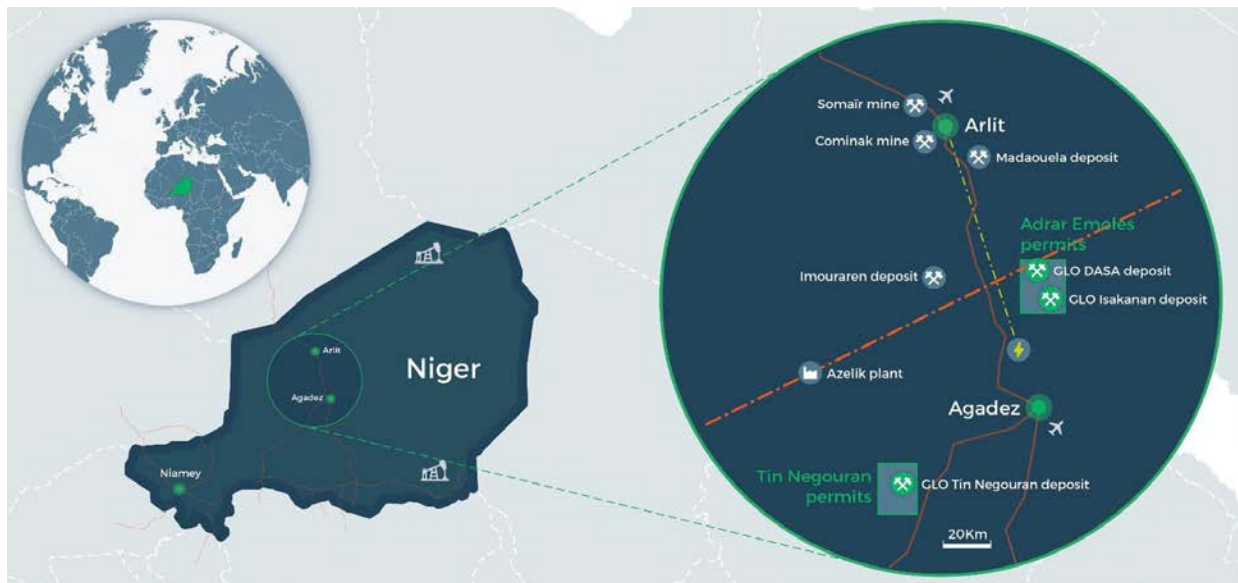 Niger
Arlit
Agadez
Niamey
Somaïr mine
Arlit
Cominak mine
Madaouela deposit
Adrar Emoles
permits
GLO DASA deposit
Imouraren deposit
GLO Isakanan deposit
Azelik plant
Agadez
Tin Negouran
permits
GLO Tin Negouran deposit
20Km